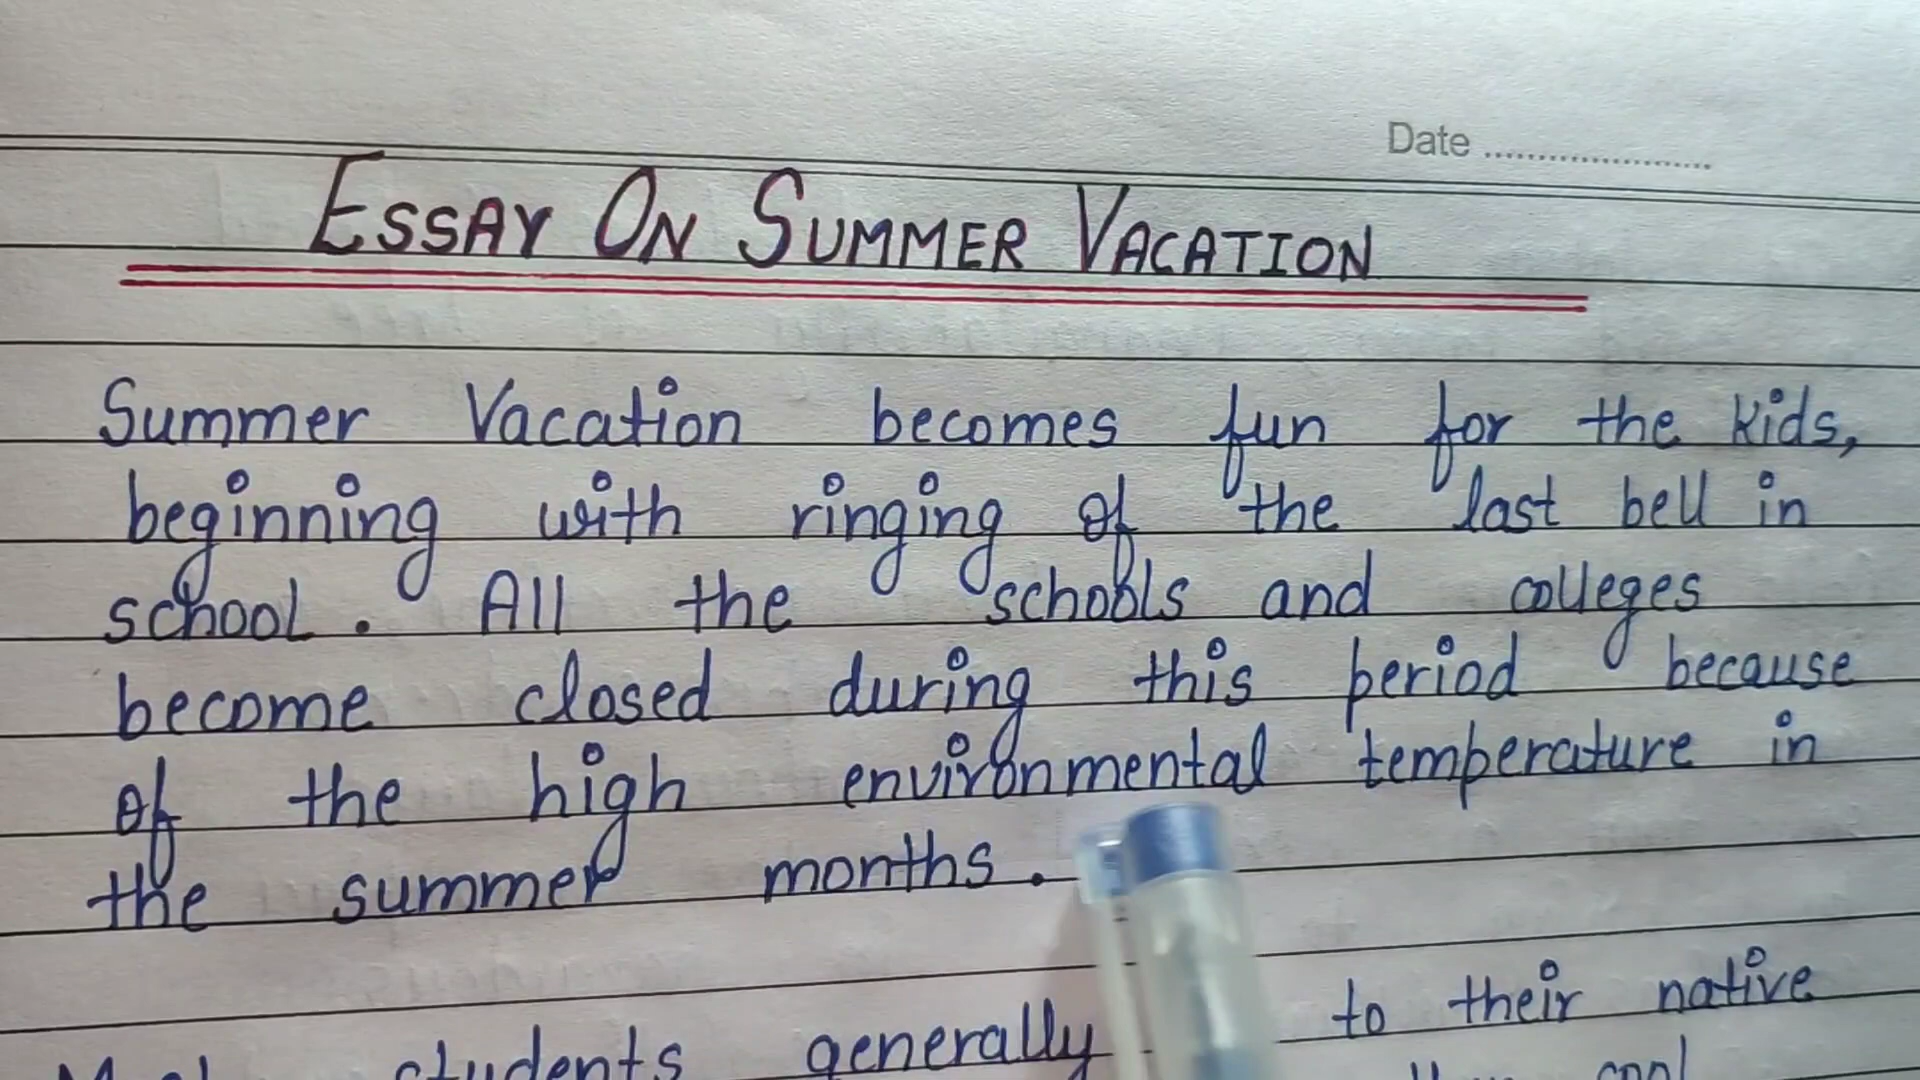 Date
ESSAY ON SUMMER VACATION
Summer Vacation becomes fun for the kids,
beginning with ringing of the last bell in
school. All the schools and colleges
become closed during this period because
of the high environmental temperature in
the summer months.
students generally to their native
cool